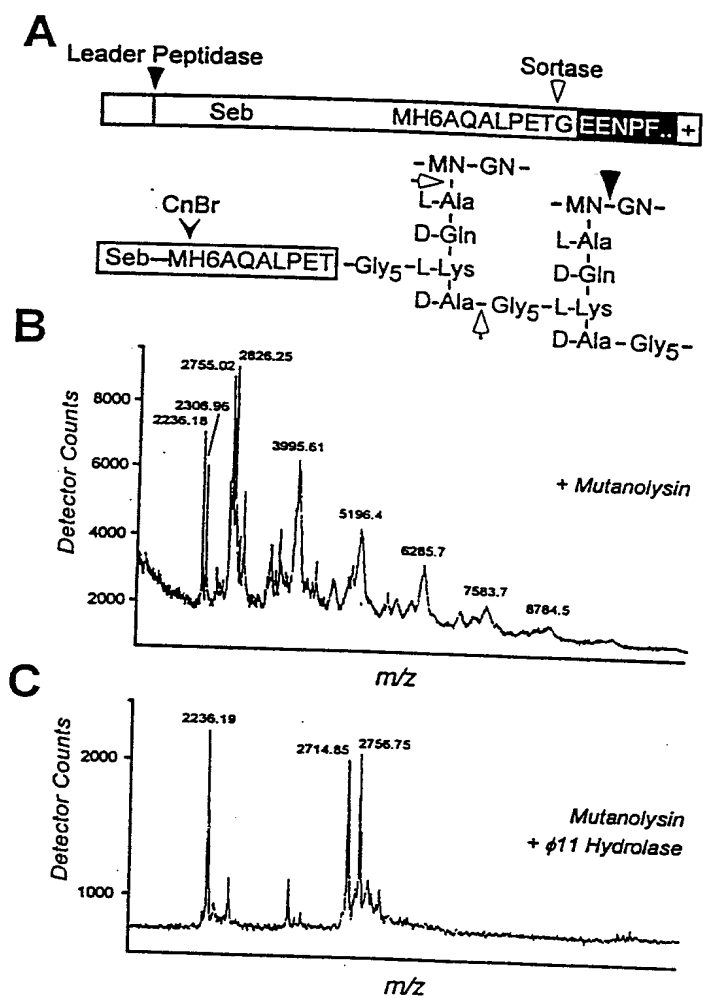 A
Leader Peptidase
Sortase
Seb MH6AQALPETG EENPF.. +
CnBr
Seb—MH6AQALPET -Gly5-L-Lys
-MN-GN-
L-Ala
D-Gln
D-Ala-Gly5-L-Lys
-MN-GN-
L-Ala
D-Gln
D-Ala-Gly5-
B
Detector Counts
8000
6000
4000
2000
2755.02
2826.25
2306.96
2236.18
3995.61
5196.4
6285.7
7583.7
8784.5
+ Mutanolysin
m/z
C
Detector Counts
2000
1000
2236.19
2714.85
2756.75
Mutanolysin
+ ϕ11 Hydrolase
m/z